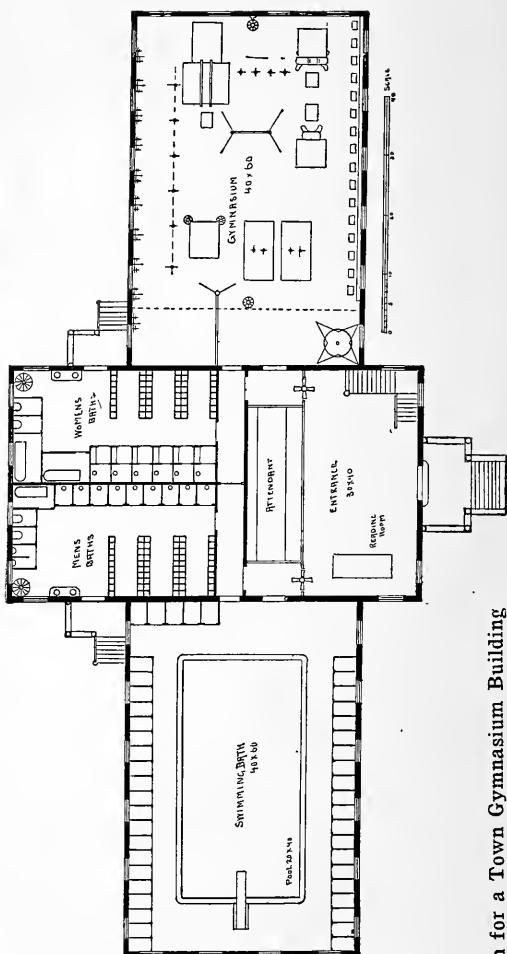 GYMINASIUM
40 x 60
Scale
WOMENS
BATHS
MENS
BATHS
ATTENDANT
ENTRANCE
30 x 40
READING
ROOM
SWIMMING BATH
40 x 60
Pool 20 x 40
for a Town Gymnasium Building